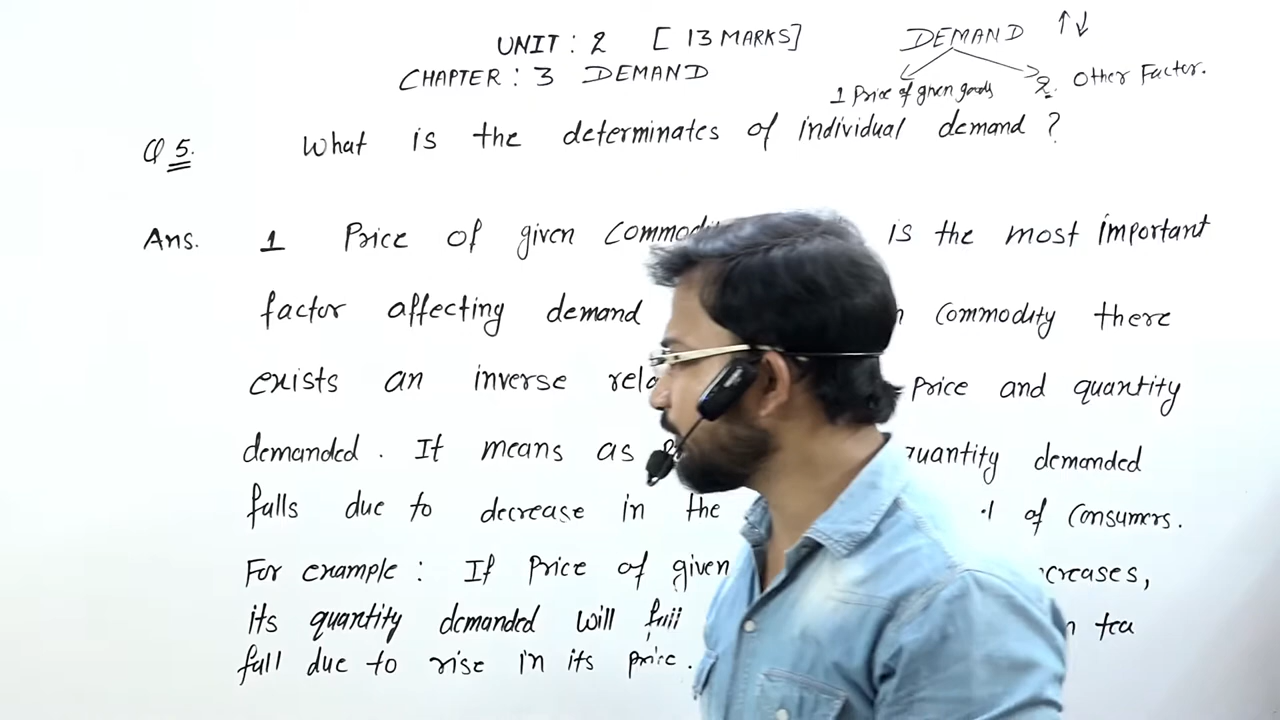 UNIT : 2 [ 13 MARKS]
CHAPTER : 3 DEMAND
DEMAND ↑↓
1 Price of given goods 2. Other Factor.
Q 5. What is the determinates of individual demand ?
Ans. 1 Price of given is the most important
factor affecting demand commodity there
exists an inverse Price and quantity
demanded . It means as quantity demanded
falls due to decrease in the of consumers.
For example : If Price of given
its quantity demanded will fall tea
fall due to rise in its price .